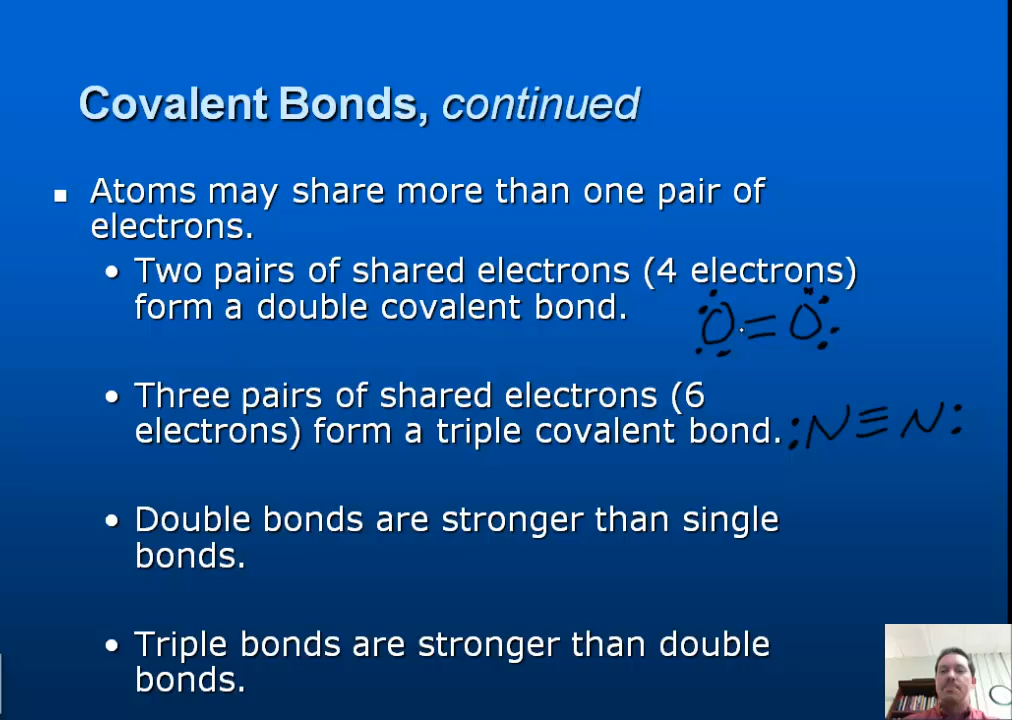 Covalent Bonds, continued
Atoms may share more than one pair of
electrons.
• Two pairs of shared electrons (4 electrons)
form a double covalent bond.
O=O
• Three pairs of shared electrons (6
electrons) form a triple covalent bond.
:N≡N:
• Double bonds are stronger than single
bonds.
• Triple bonds are stronger than double
bonds.